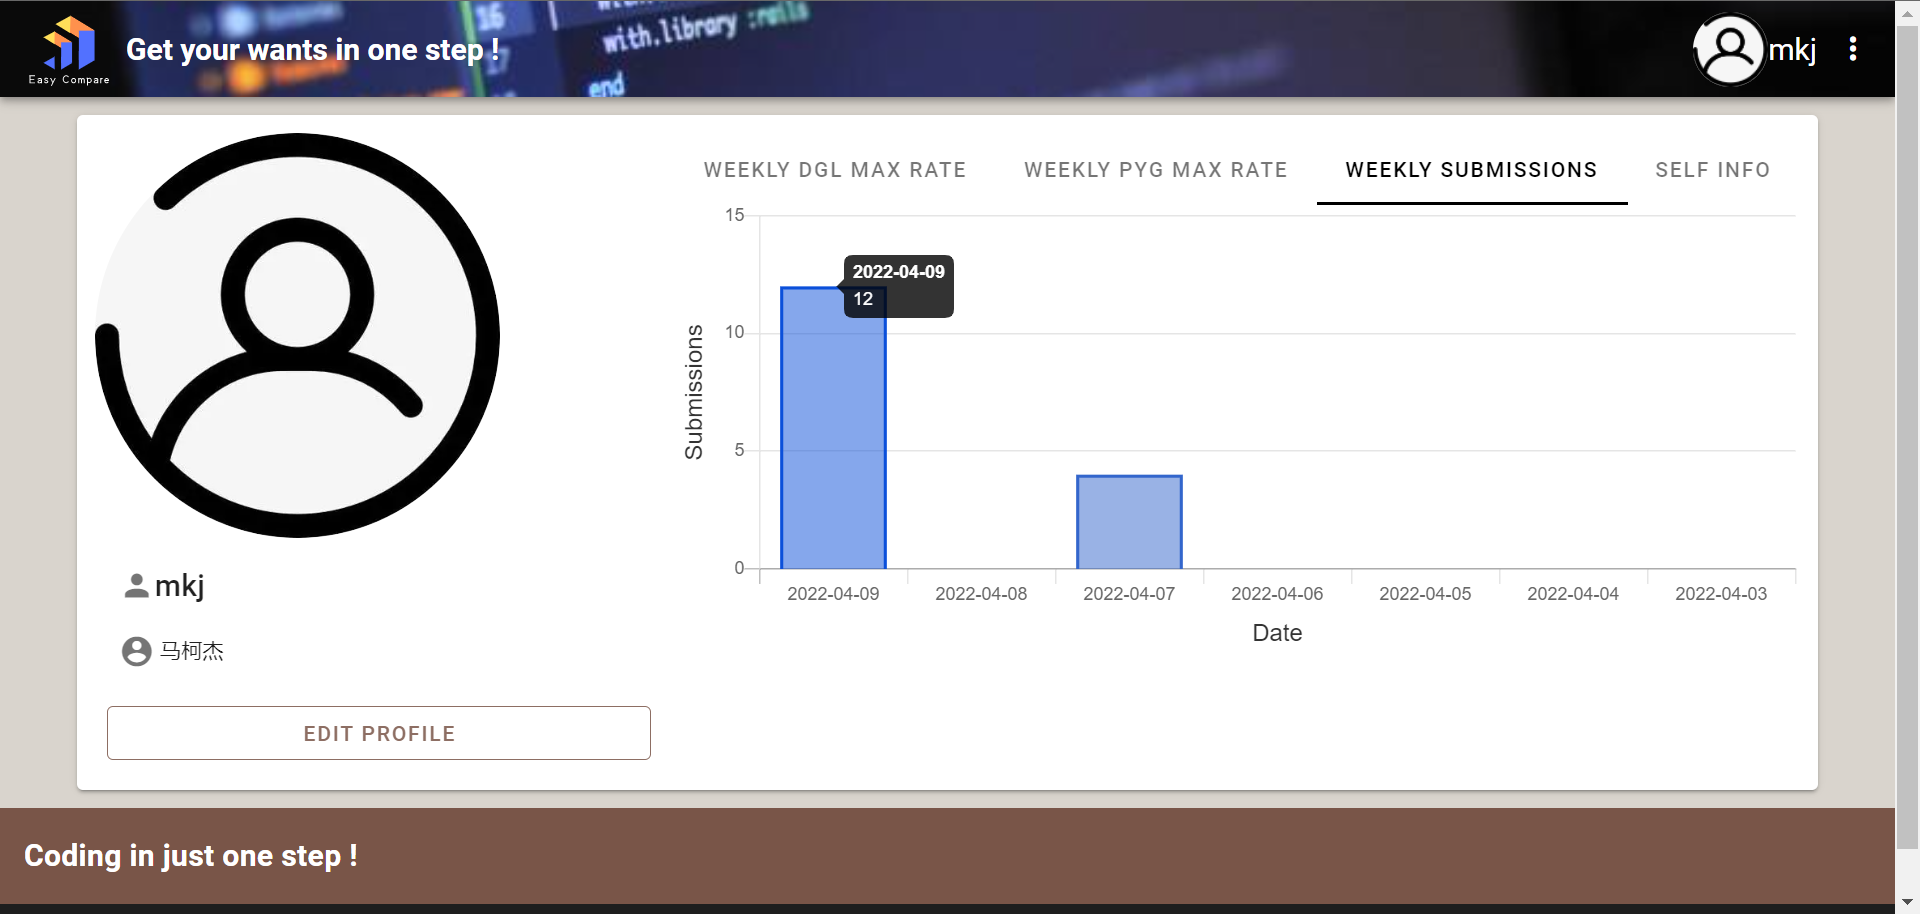 Easy Compare
Get your wants in one step !
16
with.library :rails
17
end
mkj
WEEKLY DGL MAX RATE
WEEKLY PYG MAX RATE
WEEKLY SUBMISSIONS
SELF INFO
15
10
5
0
Submissions
2022-04-09
12
2022-04-09
2022-04-08
2022-04-07
2022-04-06
2022-04-05
2022-04-04
2022-04-03
Date
mkj
马柯杰
EDIT PROFILE
Coding in just one step !